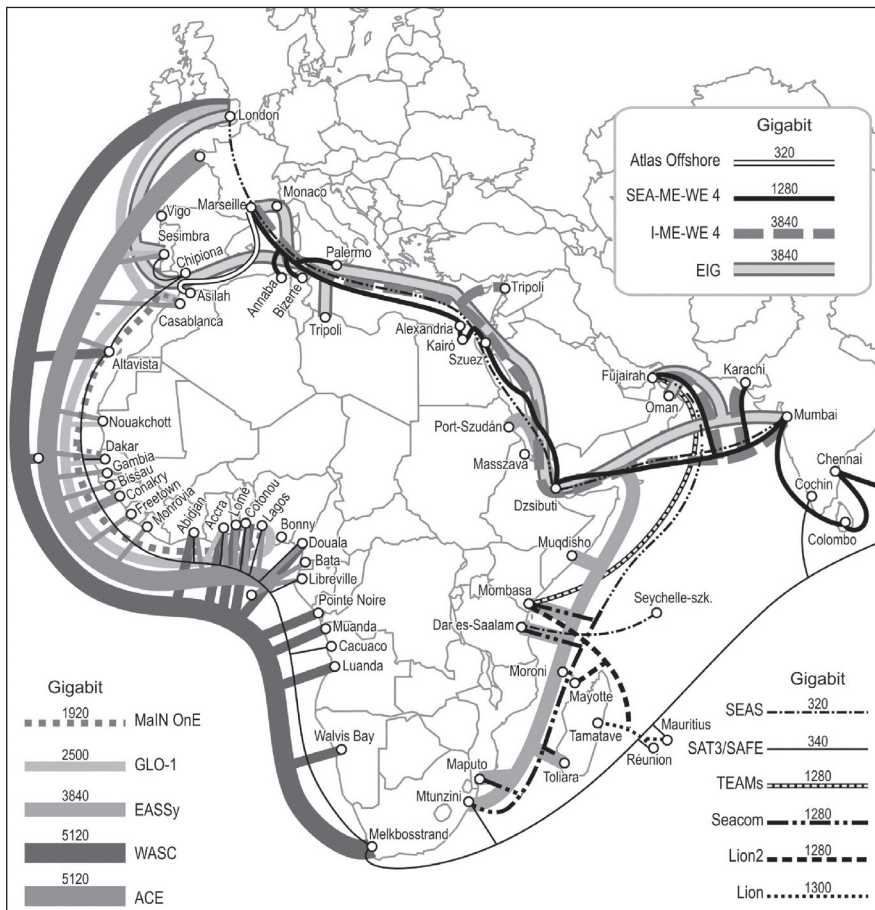 London
Marseille
Monaco
Vigo
Sesimbra
Chipiona
Palermo
Asilah
Casablanca
Annaba
Bizerte
Tripoli
Tripoli
Alexandria
Kairó
Szuez
Altavista
Nouakchott
Dakar
Gambia
Bissau
Conakry
Freetown
Monrovia
Abidjan
Accra
Lomé
Cotonou
Lagos
Bonny
Douala
Bata
Libreville
Pointe Noire
Muanda
Cacuaco
Luanda
Walvis Bay
Melkbosstrand
Port-Szudán
Masszava
Dzsibuti
Fujairah
Oman
Karachi
Mumbai
Chennai
Cochin
Colombo
Muqdisho
Mombasa
Dar es-Saalam
Seychelle-szk.
Moroni
Mayotte
Tamatave
Mauritius
Réunion
Toliara
Maputo
Mtunzini
Gigabit
Atlas Offshore 320
SEA-ME-WE 4 1280
I-ME-WE 4 3840
EIG 3840
Gigabit
1920 MaIN OnE
2500 GLO-1
3840 EASSy
5120 WASC
5120 ACE
Gigabit
SEAS 320
SAT3/SAFE 340
TEAMs 1280
Seacom 1280
Lion2 1280
Lion 1300